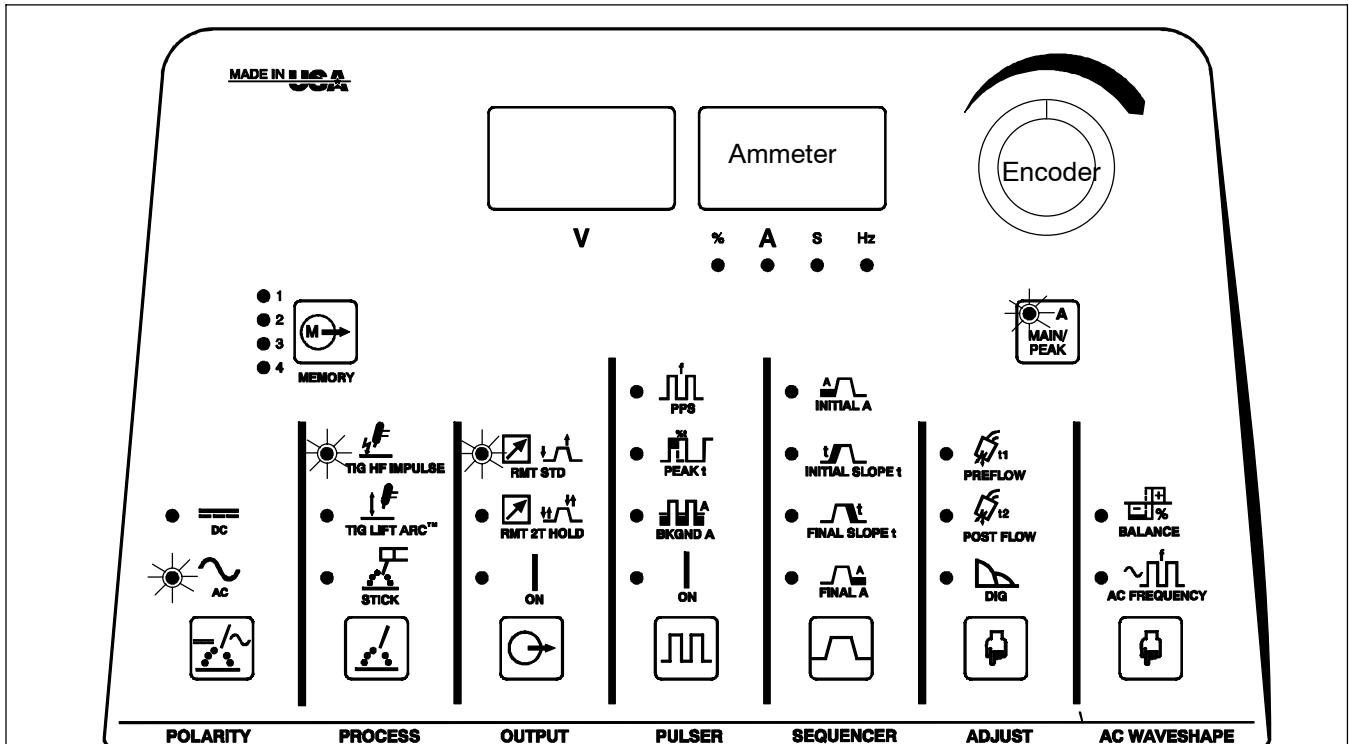 MADE IN USA
Ammeter
Encoder
V
% A S Hz
1
2
3
4
M
MEMORY
A
MAIN/
PEAK
f
PPS
A
INITIAL A
TIG HF IMPULSE
RMT STD
%t
PEAK t
t
INITIAL SLOPE t
t1
PREFLOW
DC
TIG LIFT ARC™
RMT 2T HOLD
A
BKGND A
t
FINAL SLOPE t
t2
POST FLOW
+
%
BALANCE
AC
STICK
ON
ON
A
FINAL A
DIG
f
AC FREQUENCY
POLARITY PROCESS OUTPUT PULSER SEQUENCER ADJUST AC WAVESHAPE